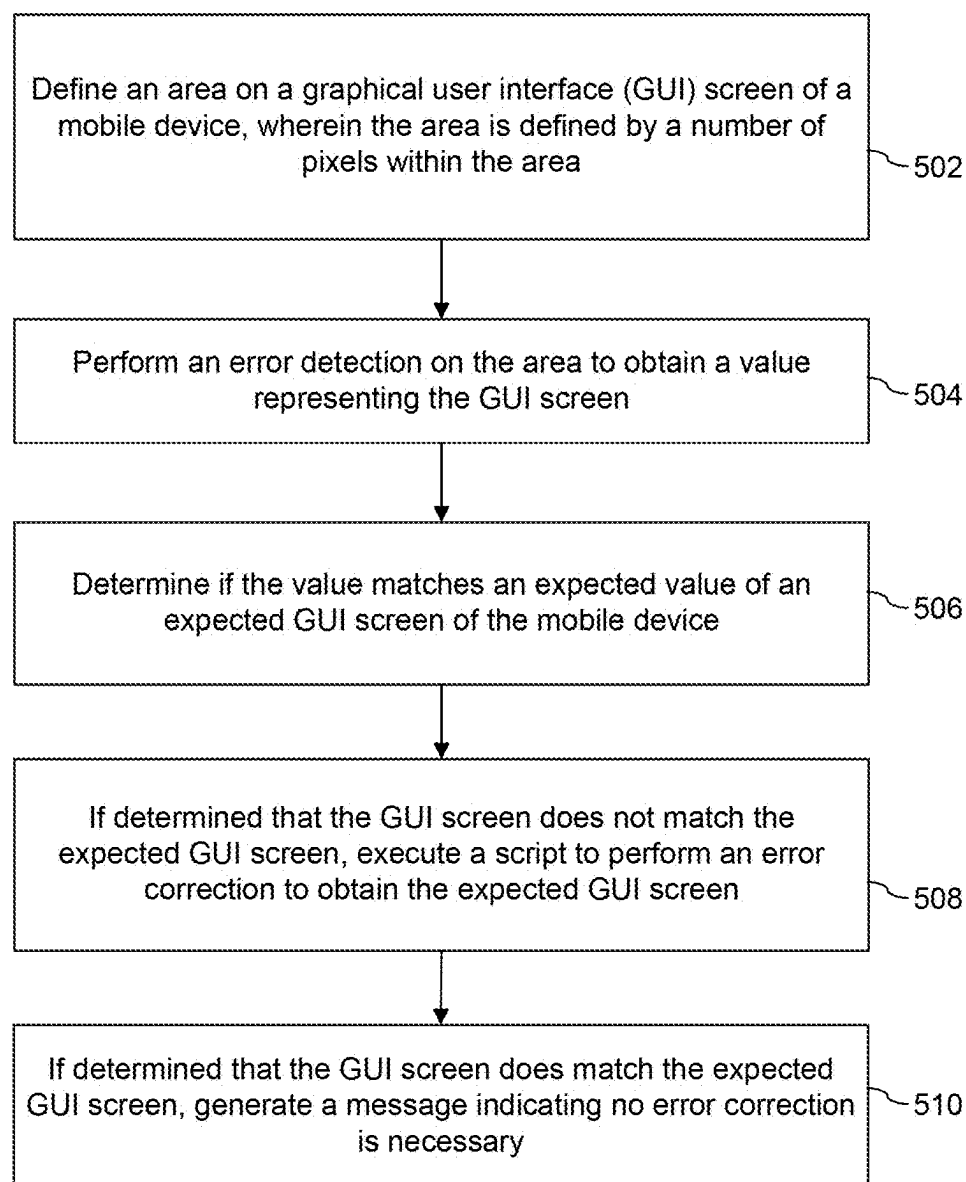 Define an area on a graphical user interface (GUI) screen of a
mobile device, wherein the area is defined by a number of
pixels within the area
502
Perform an error detection on the area to obtain a value
representing the GUI screen
504
Determine if the value matches an expected value of an
expected GUI screen of the mobile device
506
If determined that the GUI screen does not match the
expected GUI screen, execute a script to perform an error
correction to obtain the expected GUI screen
508
If determined that the GUI screen does match the expected
GUI screen, generate a message indicating no error correction
is necessary
510